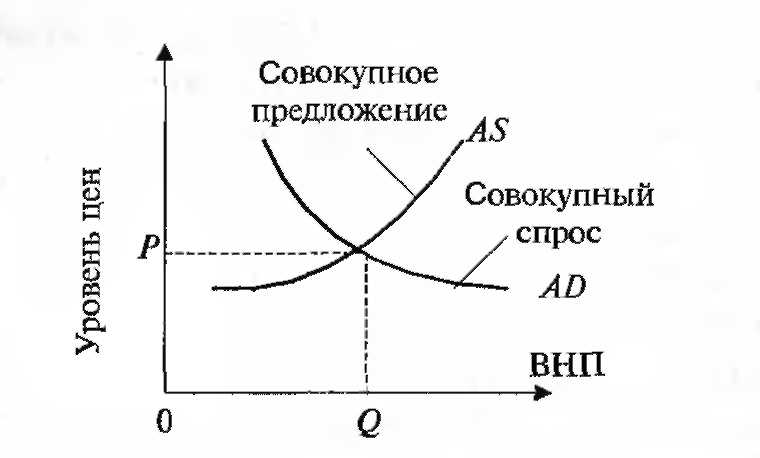 Совокупное
предложение
AS
Совокупный
спрос
AD
Уровень цен
P
ВНП
0
Q